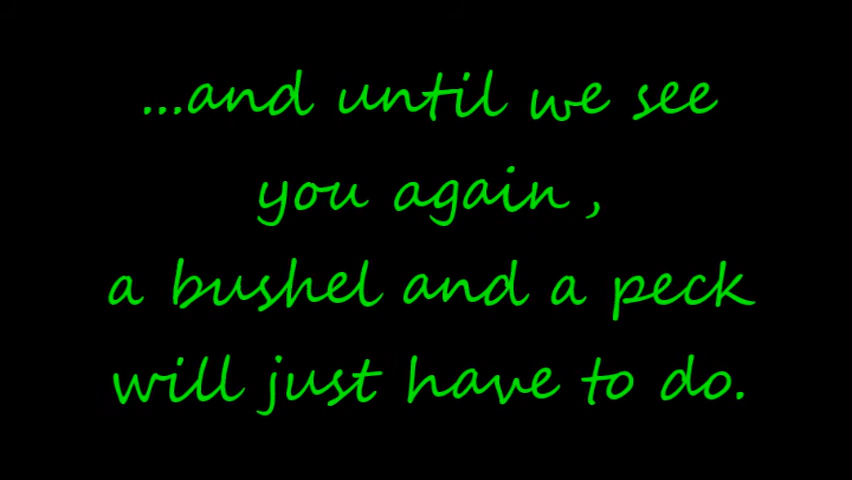 ...and until we see
you again,
a bushel and a peck
will just have to do.